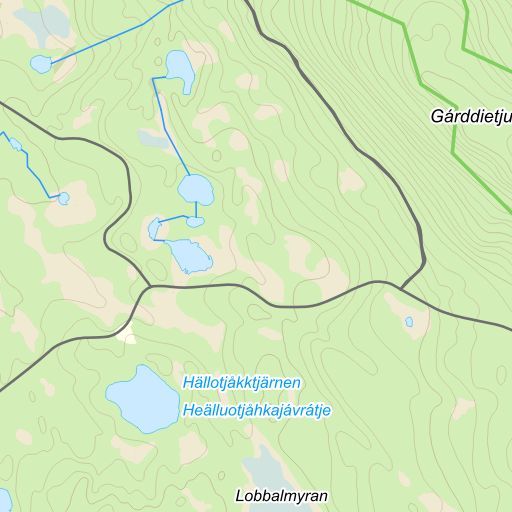 Gárddietju
Hällotjåkktjärnen
Heälluotjåhkajávrátje
Lobbalmyran